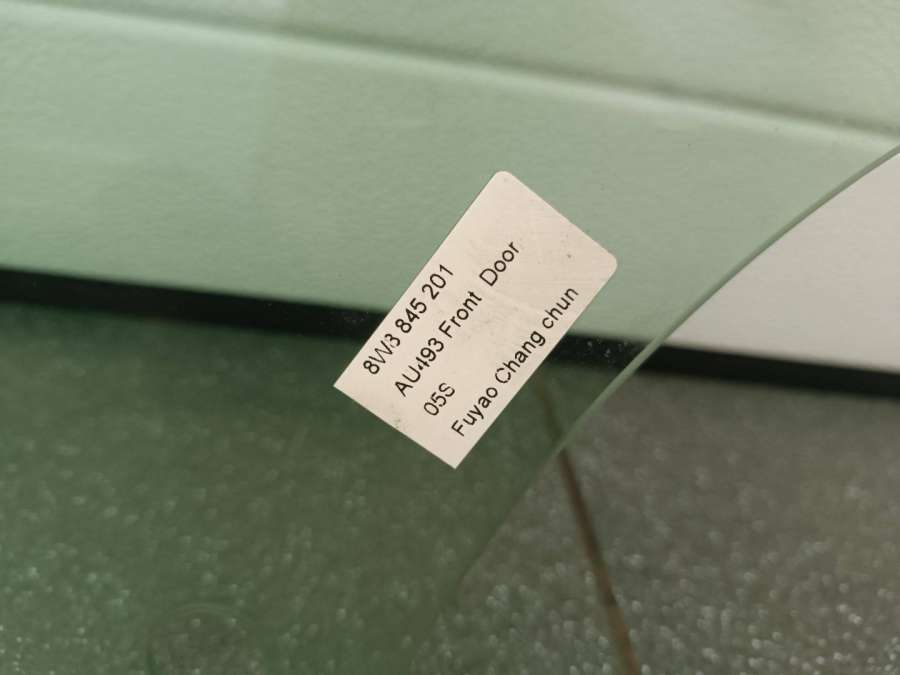 8W3 845 201
AU493 Front Door
05S
Fuyao Chang chun